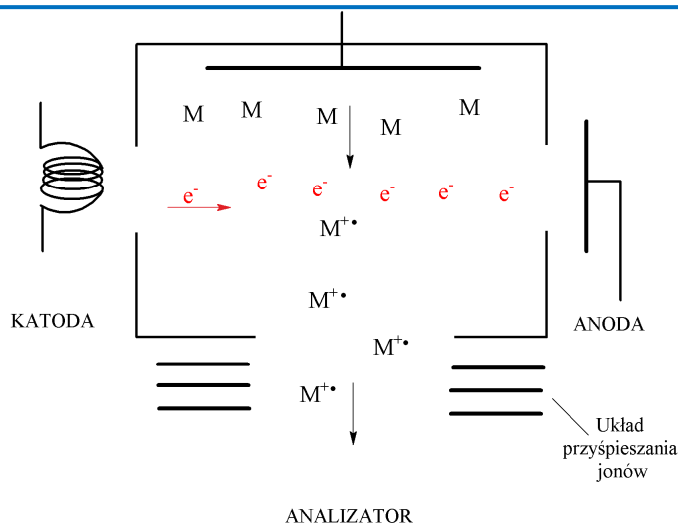 M M M M M
e⁻ e⁻ e⁻ e⁻ e⁻ e⁻
M⁺•
M⁺•
KATODA
ANODA
M⁺•
M⁺•
Układ
przyśpieszania
jonów
ANALIZATOR